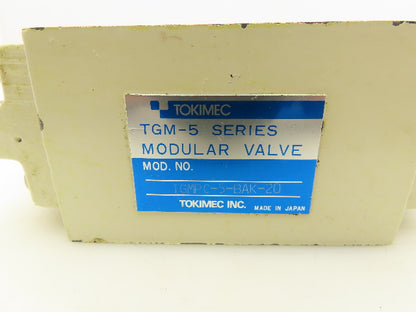 TOKIMEC
TGM-5 SERIES
MODULAR VALVE
MOD. NO.
TGMPC-5-BAK-20
TOKIMEC INC. MADE IN JAPAN